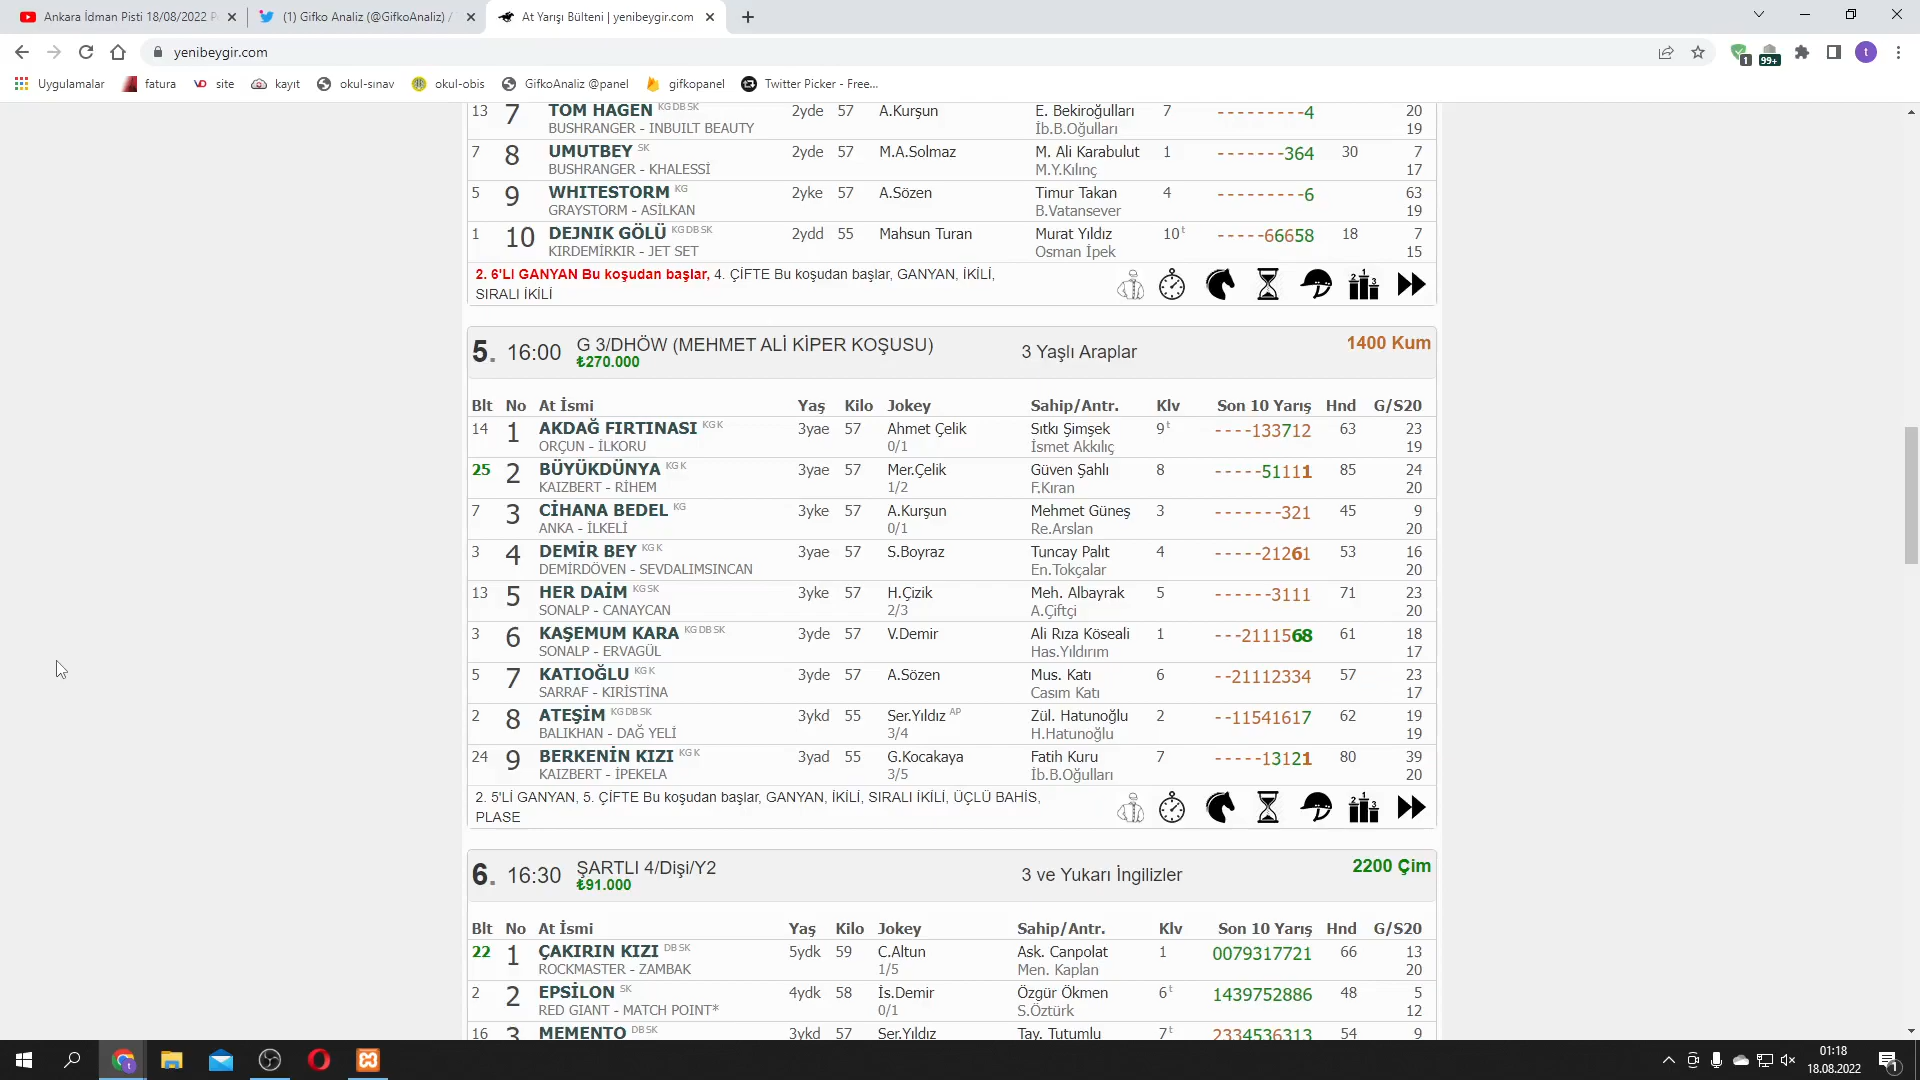 Ankara İdman Pisti 18/08/2022 P
(1) Gifko Analiz (@GifkoAnaliz) /
At Yarışı Bülteni | yenibeygir.com
yenibeygir.com
1
99+
t
Uygulamalar
fatura
VD site
kayıt
okul-sınav
okul-obis
GifkoAnaliz @panel
gifkopanel
Twitter Picker - Free...
13 7 TOM HAGEN KG DB SK 2yde 57 A.Kurşun E. Bekiroğulları 7 ---------4 20
BUSHRANGER - INBUILT BEAUTY İb.B.Oğulları 19
7 8 UMUTBEY SK 2yde 57 M.A.Solmaz M. Ali Karabulut 1 -------364 30 7
BUSHRANGER - KHALESSİ M.Y.Kılınç 17
5 9 WHITESTORM KG 2yke 57 A.Sözen Timur Takan 4 ---------6 63
GRAYSTORM - ASİLKAN B.Vatansever 19
1 10 DEJNIK GÖLÜ KG DB SK 2ydd 55 Mahsun Turan Murat Yıldız 10 t -----66658 18 7
KIRDEMİRKIR - JET SET Osman İpek 15
2. 6'LI GANYAN Bu koşudan başlar, 4. ÇİFTE Bu koşudan başlar, GANYAN, İKİLİ,
SIRALI İKİLİ
5. 16:00 G 3/DHÖW (MEHMET ALİ KİPER KOŞUSU) 3 Yaşlı Araplar 1400 Kum
₺270.000
Blt No At İsmi Yaş Kilo Jokey Sahip/Antr. Klv Son 10 Yarış Hnd G/S20
14 1 AKDAĞ FIRTINASI KG K 3yae 57 Ahmet Çelik Sıtkı Şimşek 9 t ----133712 63 23
ORÇUN - İLKORU 0/1 İsmet Akkılıç 19
25 2 BÜYÜKDÜNYA KG K 3yae 57 Mer.Çelik Güven Şahlı 8 -----51111 85 24
KAIZBERT - RİHEM 1/2 F.Kıran 20
7 3 CİHANA BEDEL KG 3yke 57 A.Kurşun Mehmet Güneş 3 -------321 45 9
ANKA - İLKELİ 0/1 Re.Arslan 20
3 4 DEMİR BEY KG K 3yae 57 S.Boyraz Tuncay Palıt 4 -----21261 53 16
DEMİRDÖVEN - SEVDALIMSINCAN En.Tokçalar 20
13 5 HER DAİM KG SK 3yke 57 H.Çizik Meh. Albayrak 5 ------3111 71 23
SONALP - CANAYCAN 2/3 A.Çiftçi 20
3 6 KAŞEMUM KARA KG DB SK 3yde 57 V.Demir Ali Rıza Köseali 1 ---2111568 61 18
SONALP - ERVAGÜL Has.Yıldırım 17
5 7 KATIOĞLU KG K 3yde 57 A.Sözen Mus. Katı 6 --21112334 57 23
SARRAF - KIRİSTİNA Casım Katı 17
2 8 ATEŞİM KG DB SK 3ykd 55 Ser.Yıldız AP Zül. Hatunoğlu 2 --11541617 62 19
BALIKHAN - DAĞ YELİ 3/4 H.Hatunoğlu 19
24 9 BERKENİN KIZI KG K 3yad 55 G.Kocakaya Fatih Kuru 7 -----13121 80 39
KAIZBERT - İPEKELA 3/5 İb.B.Oğulları 20
2. 5'Lİ GANYAN, 5. ÇİFTE Bu koşudan başlar, GANYAN, İKİLİ, SIRALI İKİLİ, ÜÇLÜ BAHİS,
PLASE
6. 16:30 ŞARTLI 4/Dişi/Y2 3 ve Yukarı İngilizler 2200 Çim
₺91.000
Blt No At İsmi Yaş Kilo Jokey Sahip/Antr. Klv Son 10 Yarış Hnd G/S20
22 1 ÇAKIRIN KIZI DB SK 5ydk 59 C.Altun Ask. Canpolat 1 0079317721 66 13
ROCKMASTER - ZAMBAK 1/5 Men. Kaplan 20
2 2 EPSİLON SK 4ydk 58 İs.Demir Özgür Ökmen 6 t 1439752886 48 5
RED GIANT - MATCH POINT* 0/1 S.Öztürk 12
16 3 MEMENTO DB SK 3ykd 57 Ser.Yıldız Tay. Tutumlu 7 t 2334536313 54 9
01:18
18.08.2022
1